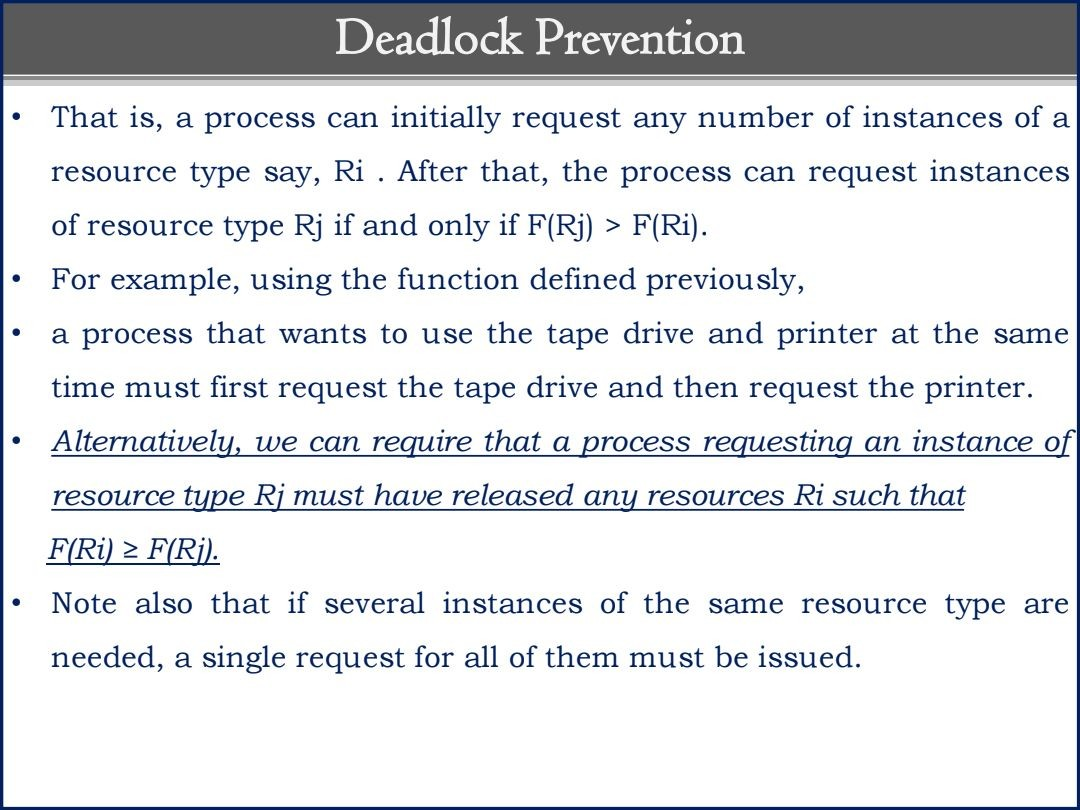 Deadlock Prevention
• That is, a process can initially request any number of instances of a
resource type say, Ri . After that, the process can request instances
of resource type Rj if and only if F(Rj) > F(Ri).
• For example, using the function defined previously,
• a process that wants to use the tape drive and printer at the same
time must first request the tape drive and then request the printer.
• Alternatively, we can require that a process requesting an instance of
resource type Rj must have released any resources Ri such that
F(Ri) ≥ F(Rj).
• Note also that if several instances of the same resource type are
needed, a single request for all of them must be issued.